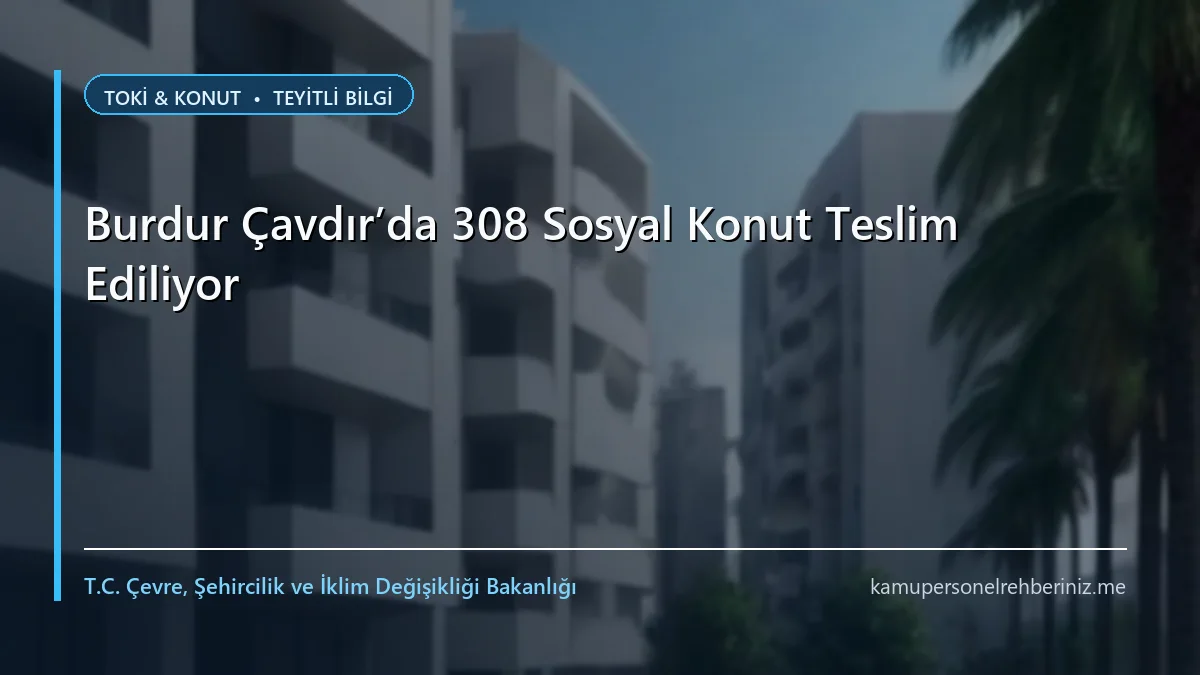 TOKİ & KONUT • TEYİTLİ BİLGİ
Burdur Çavdır’da 308 Sosyal Konut Teslim
Ediliyor
T.C. Çevre, Şehircilik ve İklim Değişikliği Bakanlığı
kamupersonelrehberiniz.me